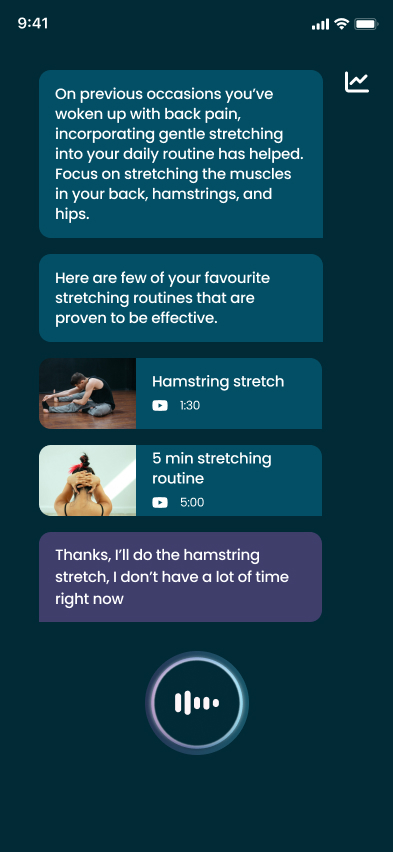 9:41
On previous occasions you’ve
woken up with back pain,
incorporating gentle stretching
into your daily routine has helped.
Focus on stretching the muscles
in your back, hamstrings, and
hips.
Here are few of your favourite
stretching routines that are
proven to be effective.
Hamstring stretch
1:30
5 min stretching
routine
5:00
Thanks, I’ll do the hamstring
stretch, I don’t have a lot of time
right now